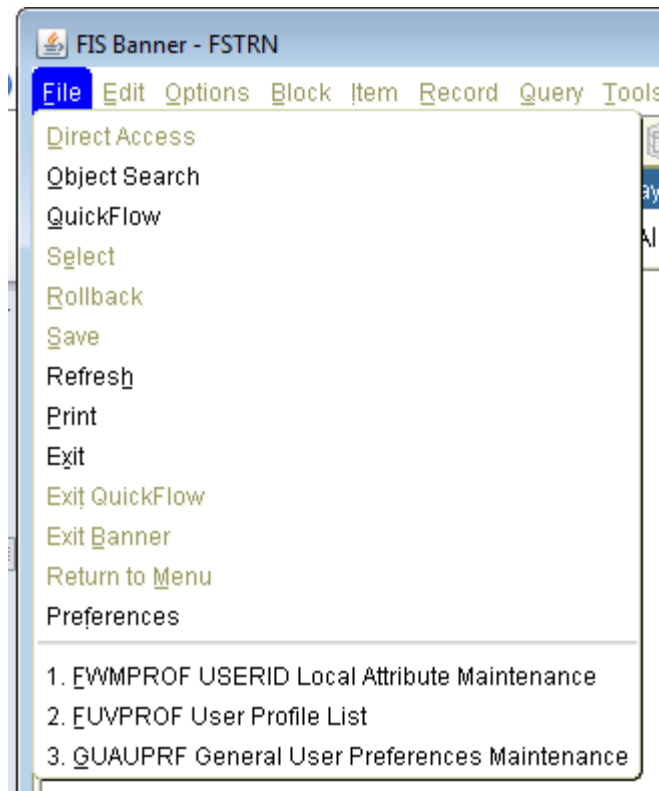 FIS Banner - FSTRN
File Edit Options Block Item Record Query Tools
Direct Access
Object Search
QuickFlow
Select
Rollback
Save
Refresh
Print
Exit
Exit QuickFlow
Exit Banner
Return to Menu
Preferences
1. FWMPROF USERID Local Attribute Maintenance
2. FUVPROF User Profile List
3. GUAUPRF General User Preferences Maintenance